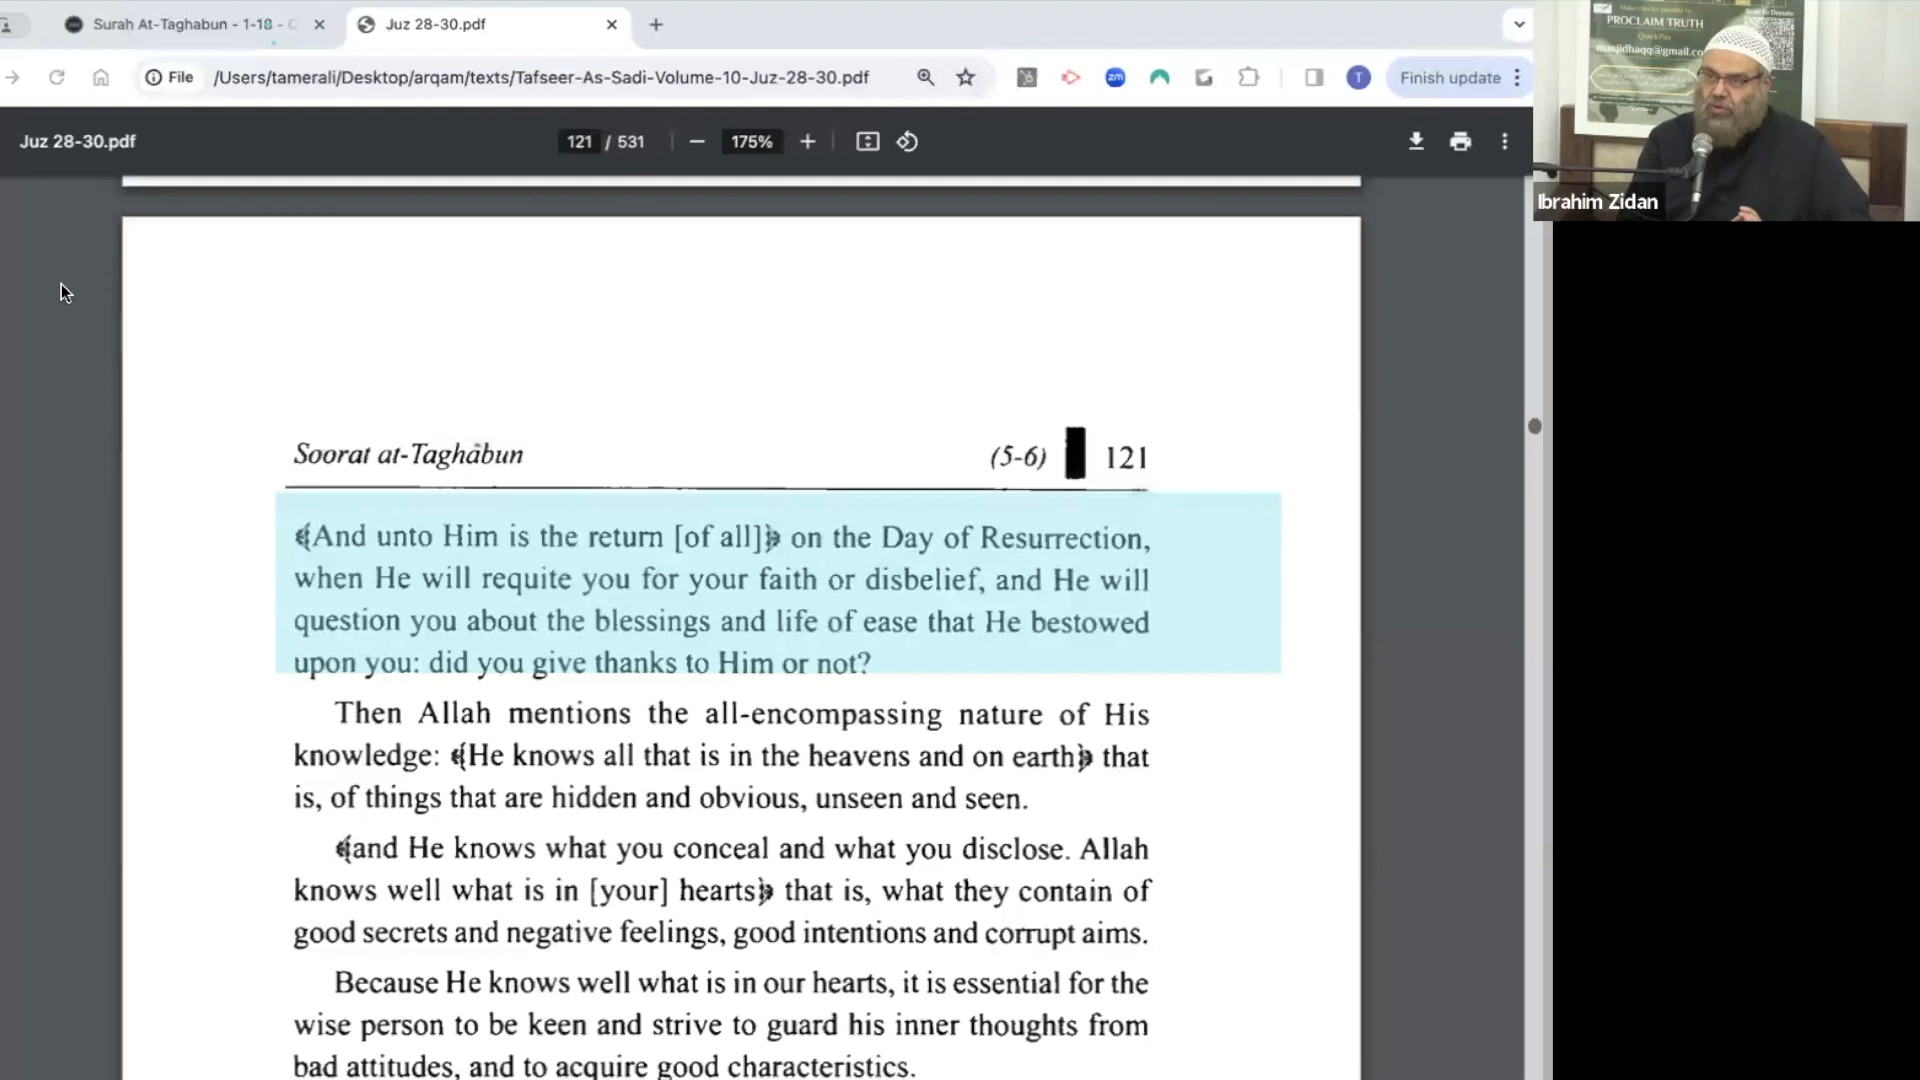 Surah At-Taghabun - 1-18 - Q
Juz 28-30.pdf
File
/Users/tamerali/Desktop/arqam/texts/Tafseer-As-Sadi-Volume-10-Juz-28-30.pdf
zm
T
Finish update
Juz 28-30.pdf
121 / 531
175%
PROCLAIM TRUTH
QuickPay
masjidhaqq@gmail.co
Ibrahim Zidan
Soorat at-Taghâbun
(5-6)
121
﴾And unto Him is the return [of all]﴿ on the Day of Resurrection,
when He will requite you for your faith or disbelief, and He will
question you about the blessings and life of ease that He bestowed
upon you: did you give thanks to Him or not?
Then Allah mentions the all-encompassing nature of His
knowledge: ﴾He knows all that is in the heavens and on earth﴿ that
is, of things that are hidden and obvious, unseen and seen.
﴾and He knows what you conceal and what you disclose. Allah
knows well what is in [your] hearts﴿ that is, what they contain of
good secrets and negative feelings, good intentions and corrupt aims.
Because He knows well what is in our hearts, it is essential for the
wise person to be keen and strive to guard his inner thoughts from
bad attitudes, and to acquire good characteristics.